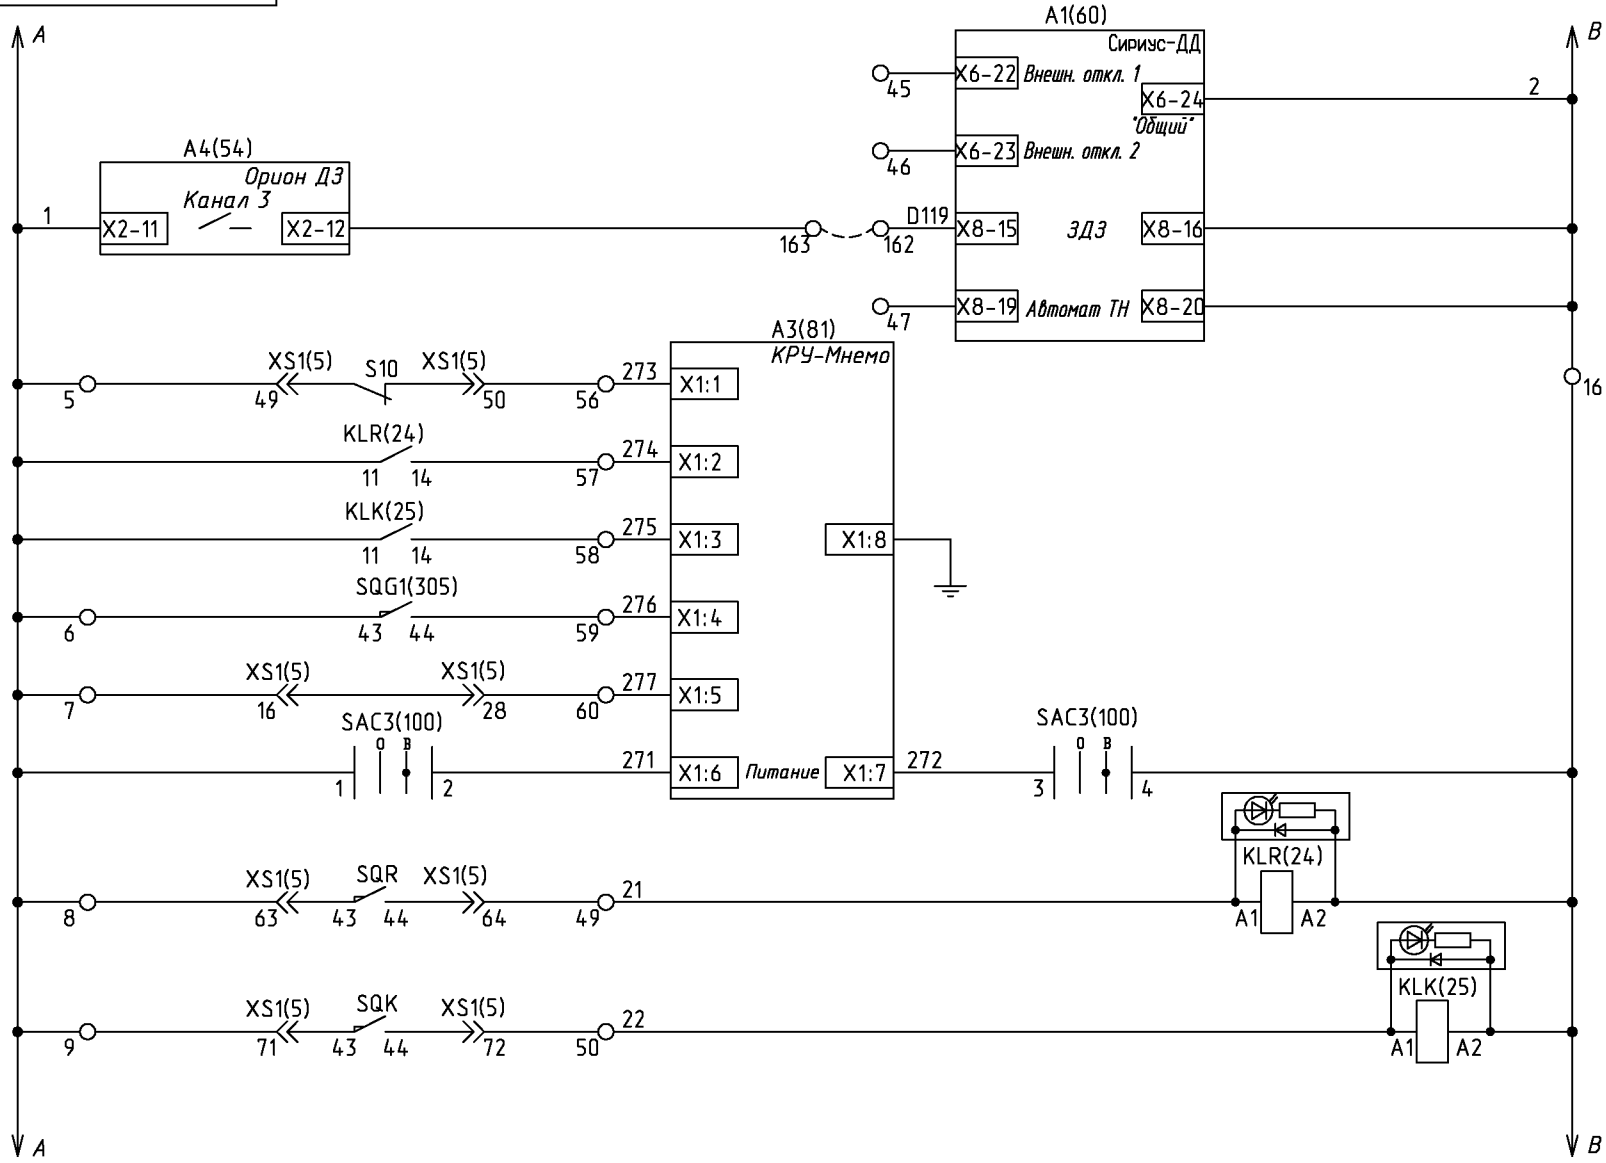 A1(60)
A
B
Сириус-ДД
X6-22 Внешн. откл. 1
45
X6-24
2
"Общий"
A4(54)
X6-23 Внешн. откл. 2
46
Орион ДЗ
Канал 3
1
X2-11
X2-12
163
162
D119
X8-15
ЗДЗ
X8-16
47
X8-19 Автомат ТН X8-20
A3(81)
КРУ-Мнемо
XS1(5)
S10
XS1(5)
273
X1:1
5
49
50
56
16
KLR(24)
274
X1:2
11
14
57
KLK(25)
275
X1:3
X1:8
11
14
58
SQG1(305)
276
X1:4
6
43
44
59
XS1(5)
XS1(5)
277
X1:5
7
16
28
60
SAC3(100)
SAC3(100)
О В
О В
271
X1:6 Питание X1:7
272
1
2
3
4
KLR(24)
XS1(5)
SQR
XS1(5)
21
8
63
43
44
64
49
A1
A2
KLK(25)
XS1(5)
SQK
XS1(5)
22
9
71
43
44
72
50
A1
A2
A
B